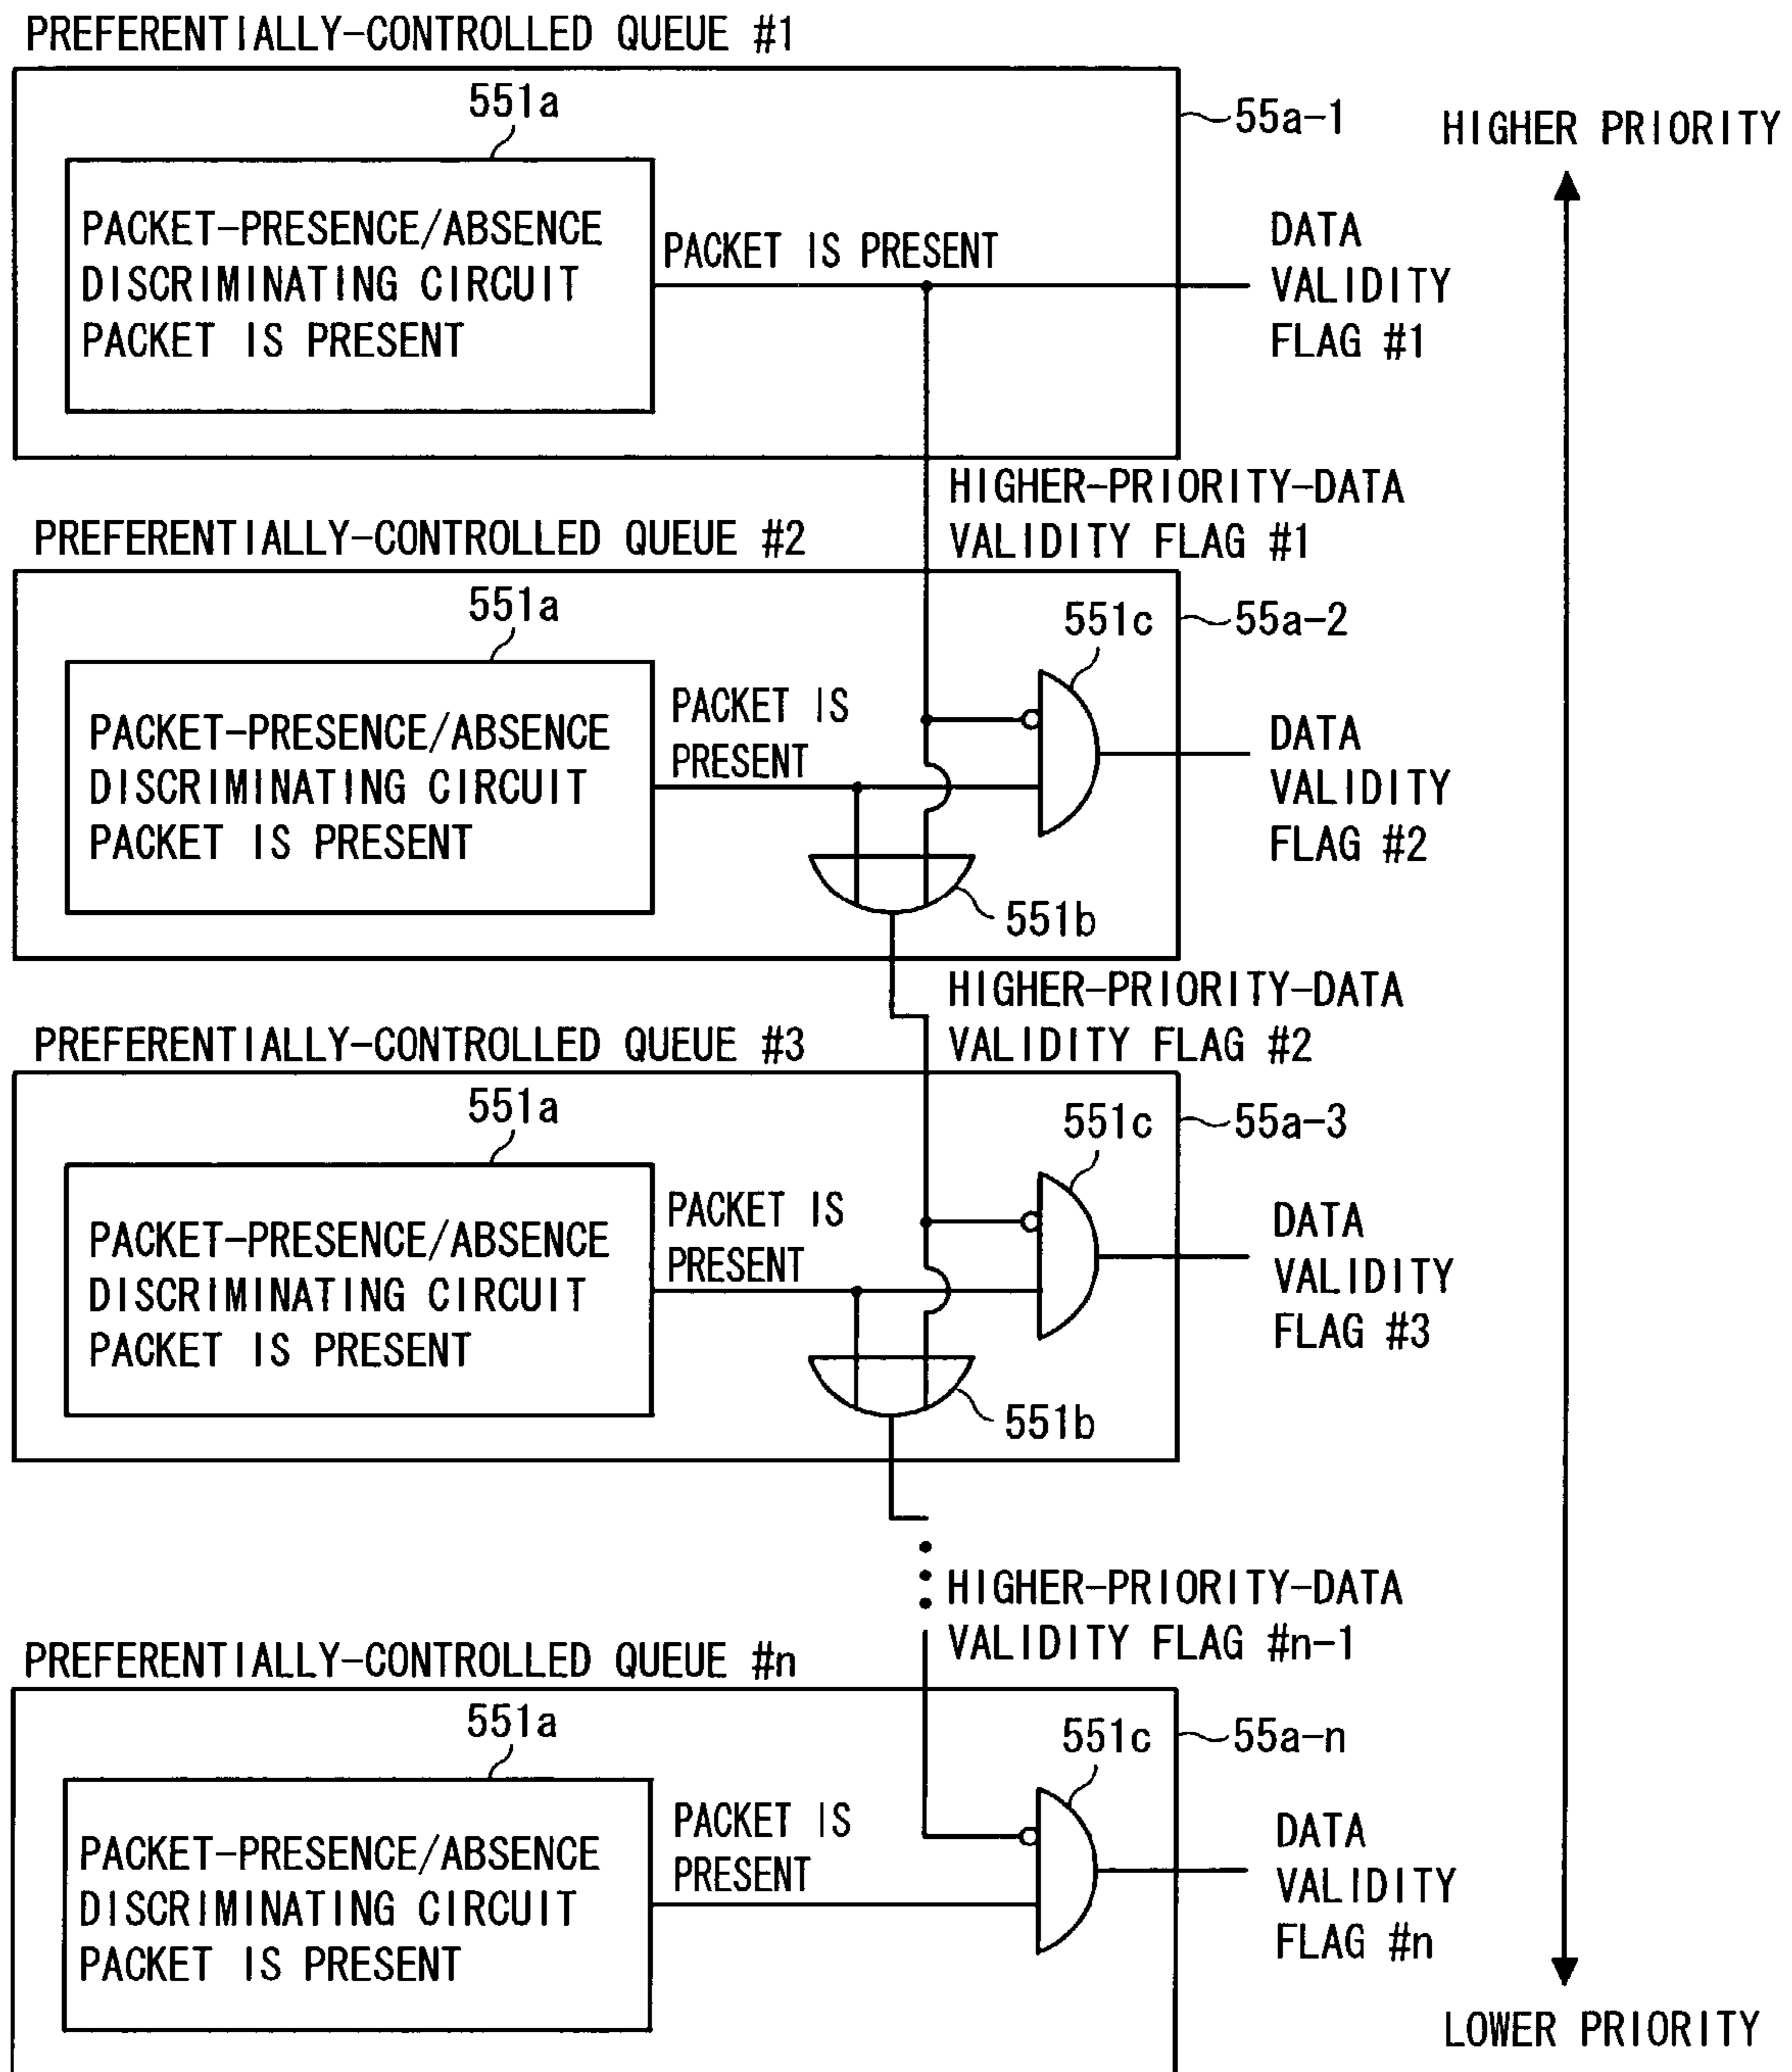 PREFERENTIALLY-CONTROLLED QUEUE #1
551a
55a-1
HIGHER PRIORITY
PACKET-PRESENCE/ABSENCE
DISCRIMINATING CIRCUIT
PACKET IS PRESENT
PACKET IS PRESENT
DATA
VALIDITY
FLAG #1
HIGHER-PRIORITY-DATA
VALIDITY FLAG #1
PREFERENTIALLY-CONTROLLED QUEUE #2
551a
551c
55a-2
PACKET-PRESENCE/ABSENCE
DISCRIMINATING CIRCUIT
PACKET IS PRESENT
PACKET IS
PRESENT
DATA
VALIDITY
FLAG #2
551b
HIGHER-PRIORITY-DATA
VALIDITY FLAG #2
PREFERENTIALLY-CONTROLLED QUEUE #3
551a
551c
55a-3
PACKET-PRESENCE/ABSENCE
DISCRIMINATING CIRCUIT
PACKET IS PRESENT
PACKET IS
PRESENT
DATA
VALIDITY
FLAG #3
551b
HIGHER-PRIORITY-DATA
VALIDITY FLAG #n-1
PREFERENTIALLY-CONTROLLED QUEUE #n
551a
551c
55a-n
PACKET-PRESENCE/ABSENCE
DISCRIMINATING CIRCUIT
PACKET IS PRESENT
PACKET IS
PRESENT
DATA
VALIDITY
FLAG #n
LOWER PRIORITY